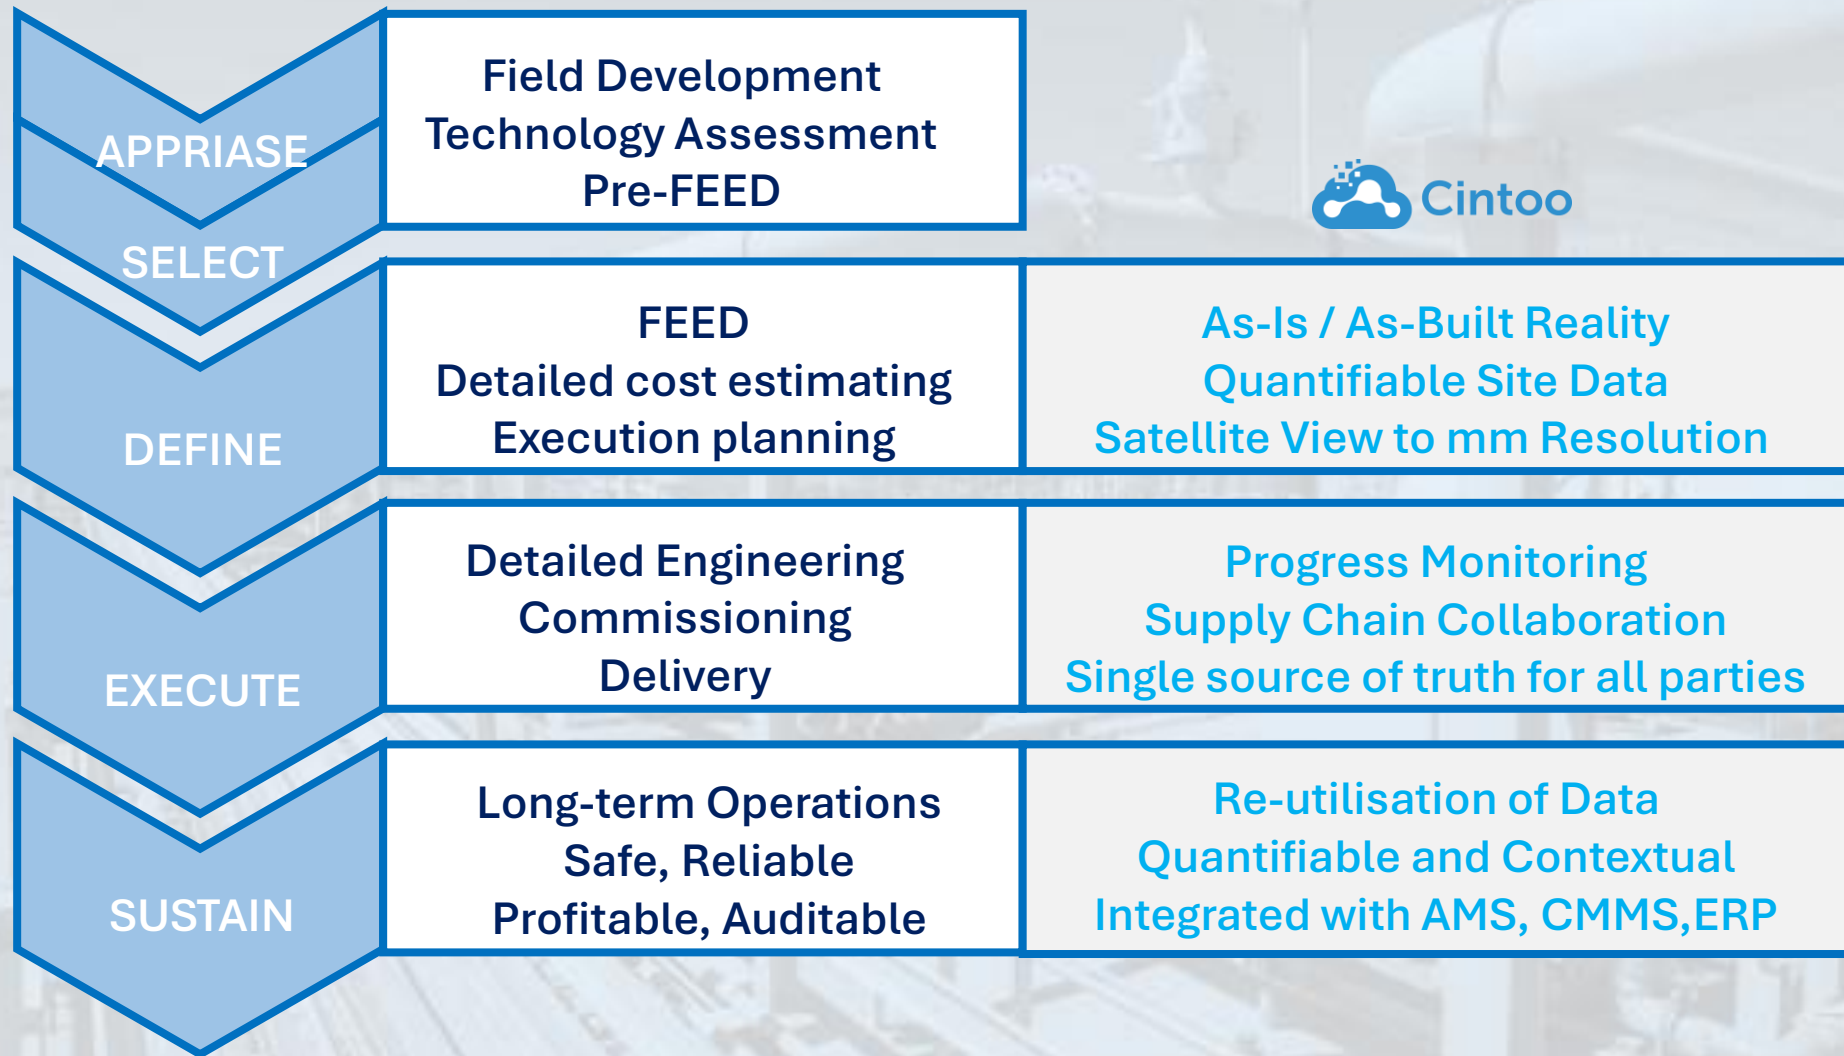 APPRIASE
SELECT
Field Development
Technology Assessment
Pre-FEED
Cintoo
DEFINE
FEED
Detailed cost estimating
Execution planning
As-Is / As-Built Reality
Quantifiable Site Data
Satellite View to mm Resolution
EXECUTE
Detailed Engineering
Commissioning
Delivery
Progress Monitoring
Supply Chain Collaboration
Single source of truth for all parties
SUSTAIN
Long-term Operations
Safe, Reliable
Profitable, Auditable
Re-utilisation of Data
Quantifiable and Contextual
Integrated with AMS, CMMS,ERP